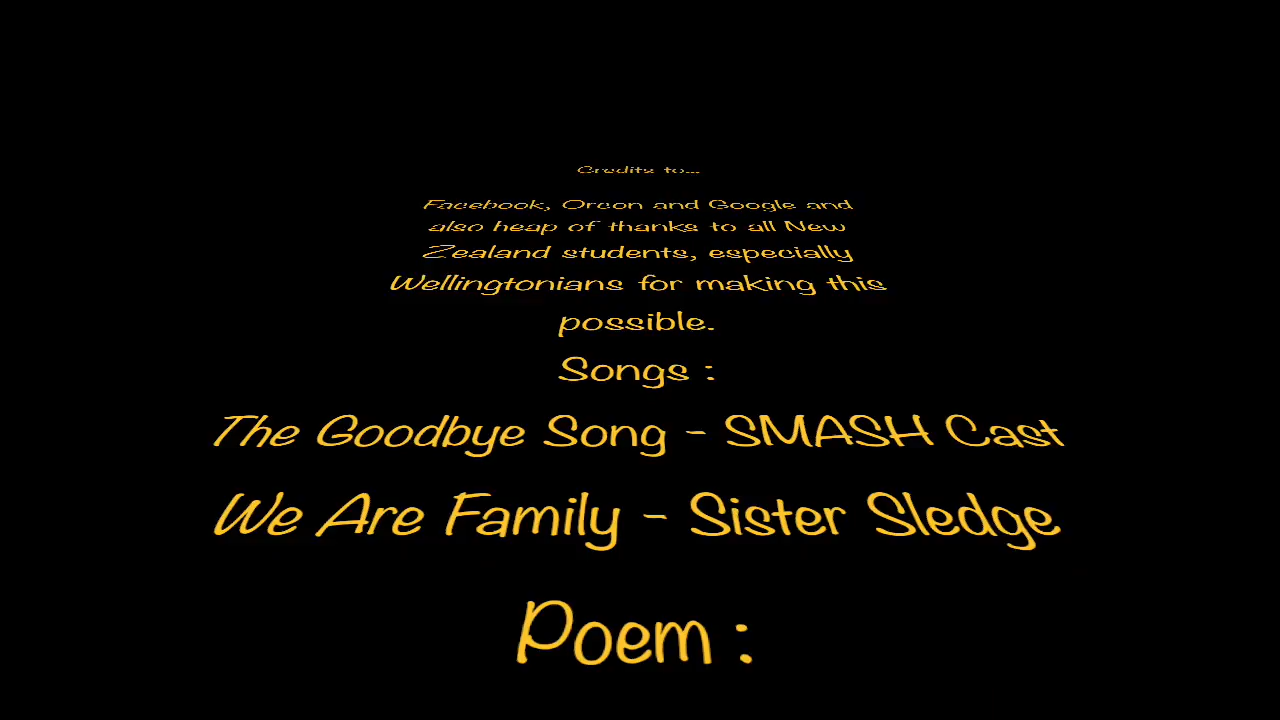 Credits to...
Facebook, Orcon and Google and
also heap of thanks to all New
Zealand students, especially
Wellingtonians for making this
possible.
Songs :
The Goodbye Song - SMASH Cast
We Are Family - Sister Sledge
Poem :